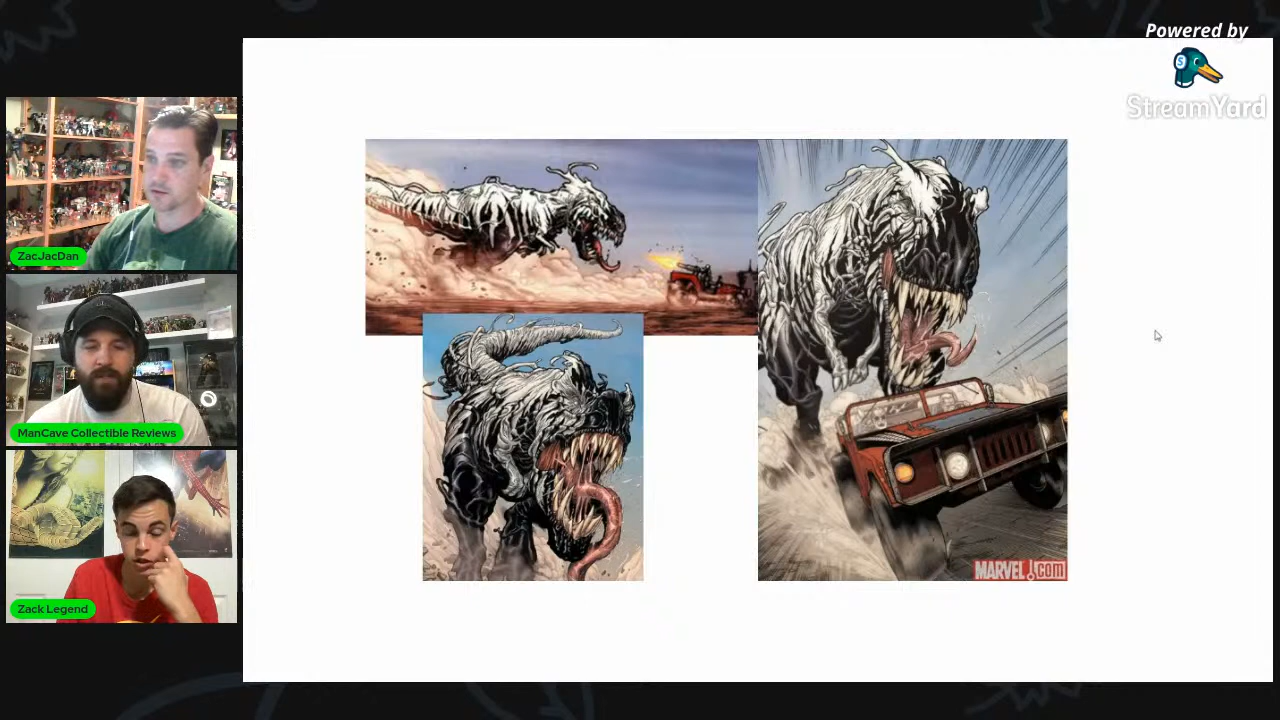 Powered by
StreamYard
ZacJacDan
ManCave Collectible Reviews
Zack Legend
MARVEL.com